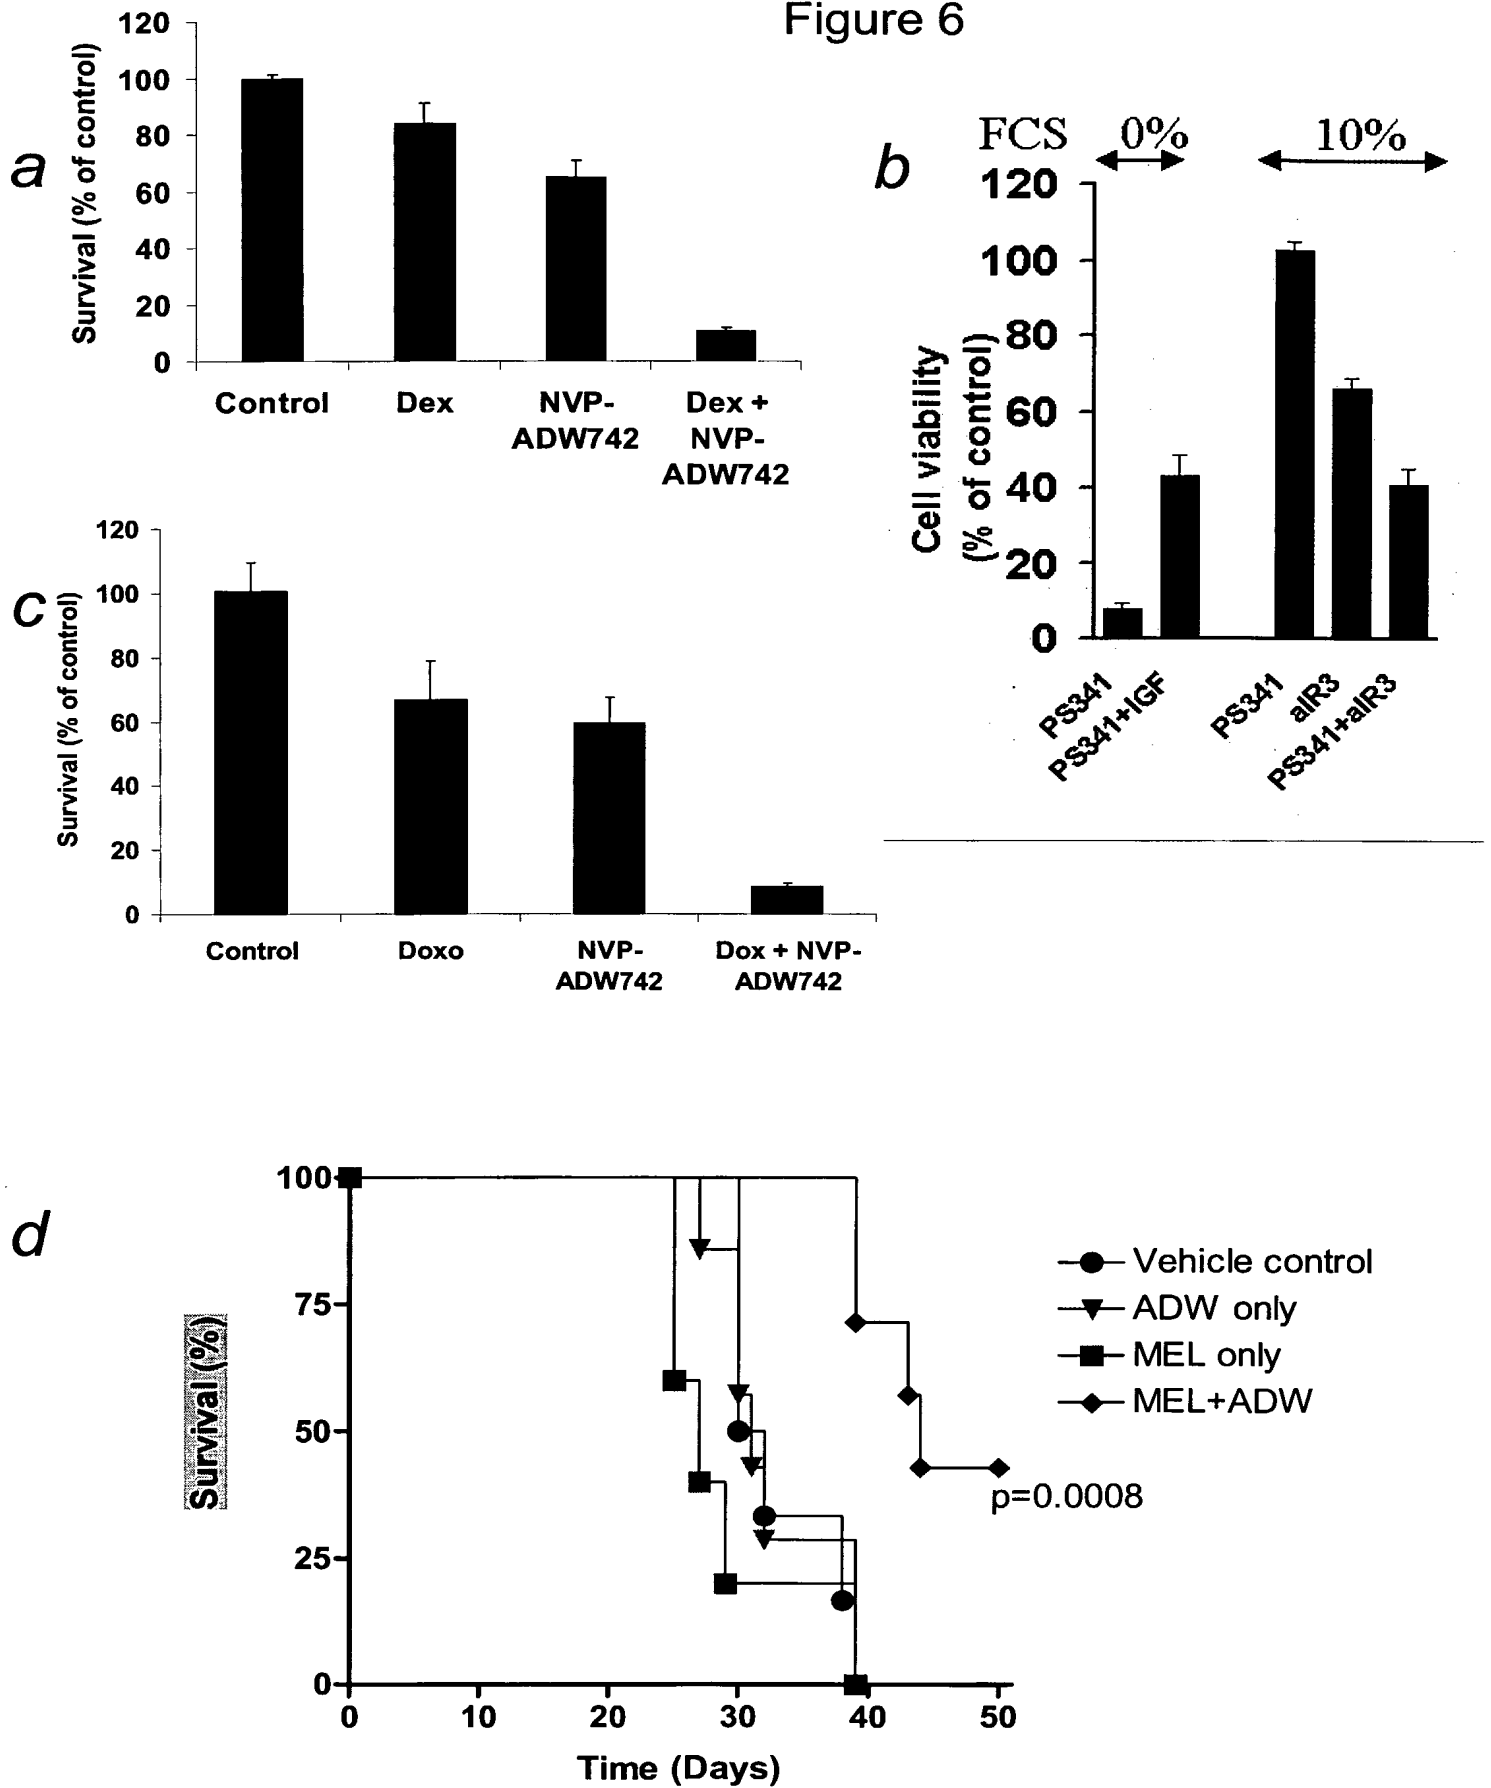 Figure 6
a
Survival (% of control)
120
100
80
60
40
20
0
Control
Dex
NVP-
ADW742
Dex +
NVP-
ADW742
b
FCS 0% 10%
Cell viability
(% of control)
120
100
80
60
40
20
0
PS341
PS341+IGF
PS341
aIR3
PS341+aIR3
c
Survival (% of control)
120
100
80
60
40
20
0
Control
Doxo
NVP-
ADW742
Dox + NVP-
ADW742
d
Survival (%)
100
75
50
25
0
0 10 20 30 40 50
Time (Days)
Vehicle control
ADW only
MEL only
MEL+ADW
p=0.0008